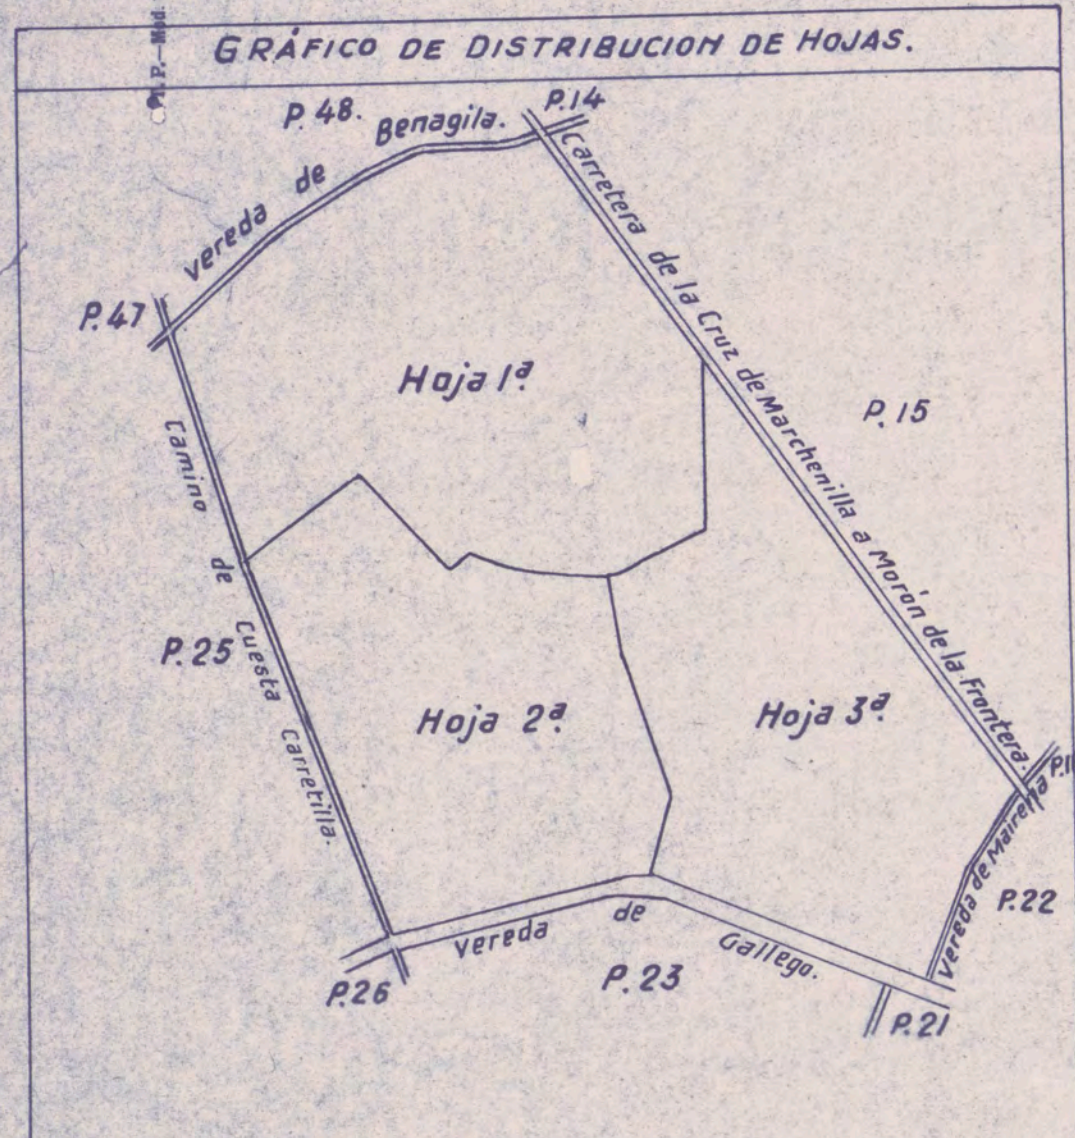 GRÁFICO DE DISTRIBUCION DE HOJAS.
P. 48.
Vereda de Benagila.
P.14
Carretera de la Cruz de Marchenilla a Morón de la Frontera.
P.47
Hoja 1ª
P. 15
Camino de Cuesta Carretilla.
P.25
Hoja 2ª
Hoja 3ª
Vereda de Mairena
P.22
Vereda de Gallego.
P.26
P.23
P.21